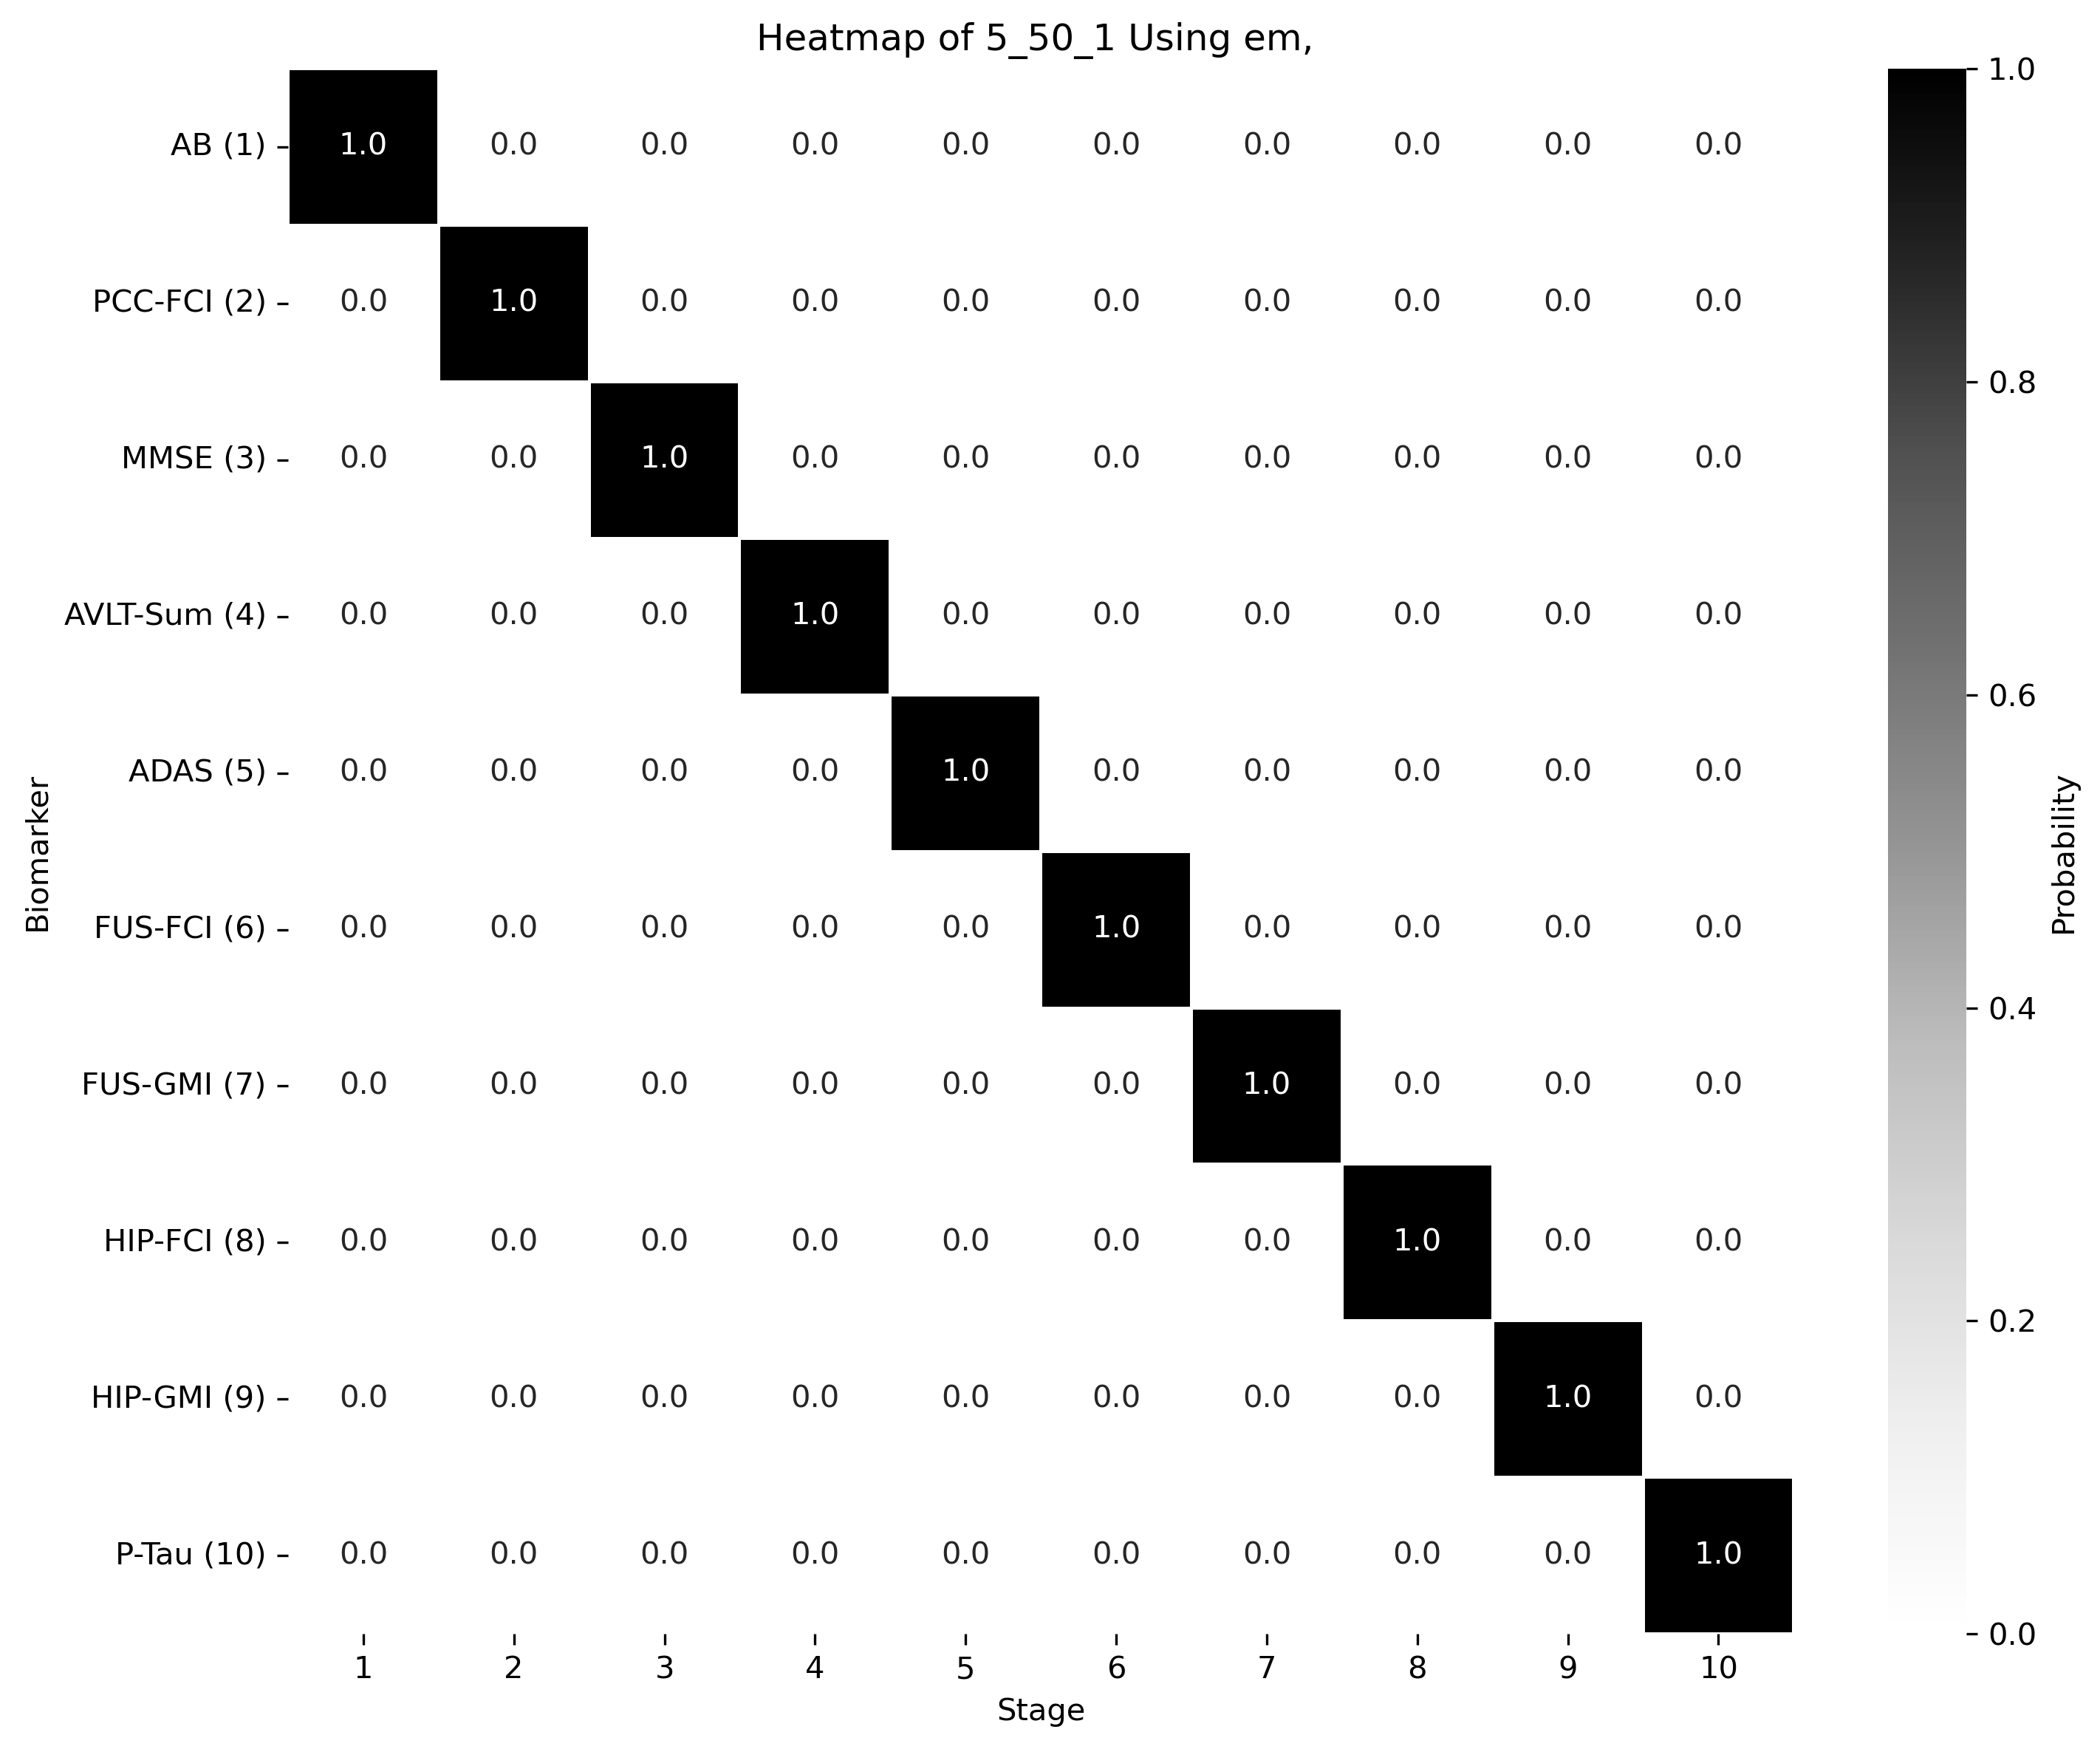 Heatmap of 5_50_1 Using em,
Biomarker
AB (1) 1.0 0.0 0.0 0.0 0.0 0.0 0.0 0.0 0.0 0.0
PCC-FCI (2) 0.0 1.0 0.0 0.0 0.0 0.0 0.0 0.0 0.0 0.0
MMSE (3) 0.0 0.0 1.0 0.0 0.0 0.0 0.0 0.0 0.0 0.0
AVLT-Sum (4) 0.0 0.0 0.0 1.0 0.0 0.0 0.0 0.0 0.0 0.0
ADAS (5) 0.0 0.0 0.0 0.0 1.0 0.0 0.0 0.0 0.0 0.0
FUS-FCI (6) 0.0 0.0 0.0 0.0 0.0 1.0 0.0 0.0 0.0 0.0
FUS-GMI (7) 0.0 0.0 0.0 0.0 0.0 0.0 1.0 0.0 0.0 0.0
HIP-FCI (8) 0.0 0.0 0.0 0.0 0.0 0.0 0.0 1.0 0.0 0.0
HIP-GMI (9) 0.0 0.0 0.0 0.0 0.0 0.0 0.0 0.0 1.0 0.0
P-Tau (10) 0.0 0.0 0.0 0.0 0.0 0.0 0.0 0.0 0.0 1.0
1 2 3 4 5 6 7 8 9 10
Stage
1.0
0.8
0.6
0.4
0.2
0.0
Probability